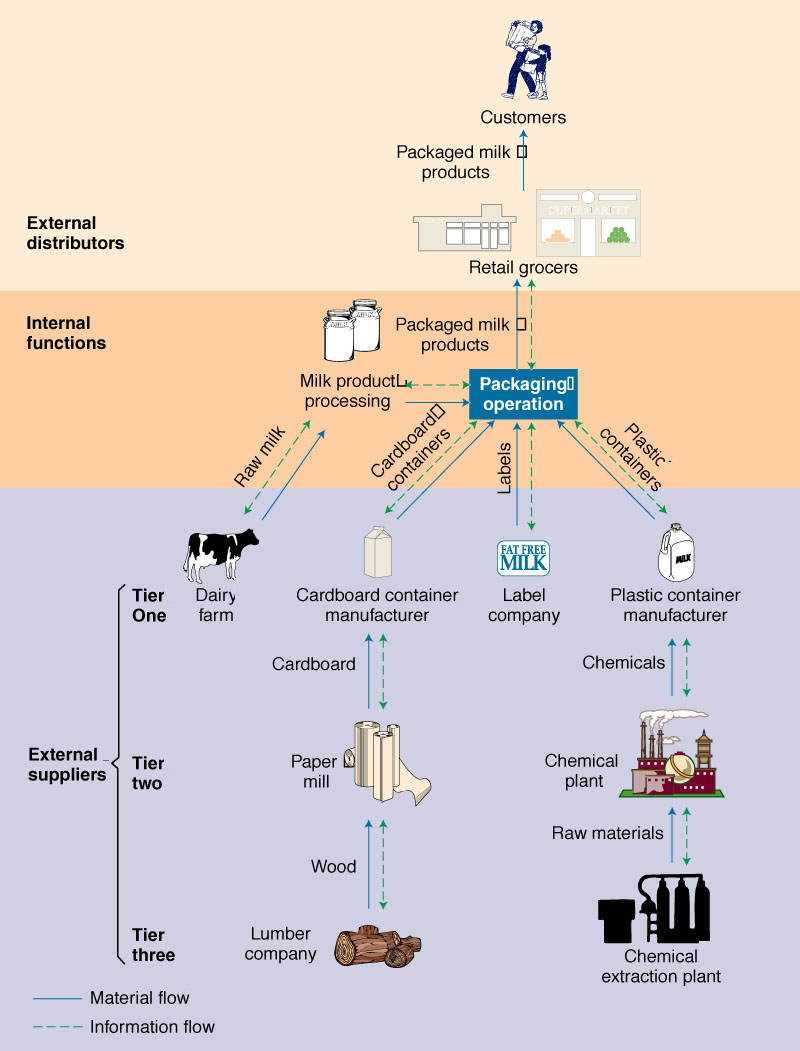 Customers
Packaged milk
products
External
distributors
SUPERMARKET
Retail grocers
Internal
functions
MILK
MILK
Packaged milk
products
Milk product
processing
Packaging
operation
Raw milk
Cardboard
containers
Labels
Plastic
containers
FAT FREE
MILK
MILK
Tier
One
Dairy
farm
Cardboard container
manufacturer
Label
company
Plastic container
manufacturer
Cardboard
Chemicals
External
suppliers
Tier
two
Paper
mill
Chemical
plant
Wood
Raw materials
Tier
three
Lumber
company
Chemical
extraction plant
Material flow
Information flow